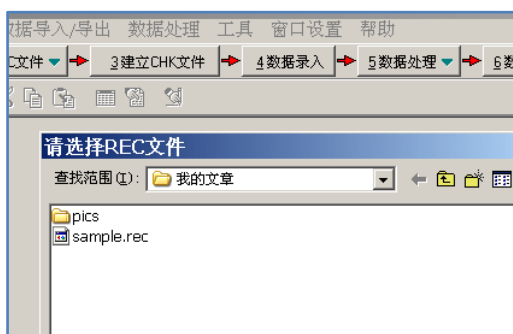 数据导入/导出 数据处理 工具 窗口设置 帮助
C文件 3建立CHK文件 4数据录入 5数据处理 6数
请选择REC文件
查找范围(I): 我的文章
pics
sample.rec